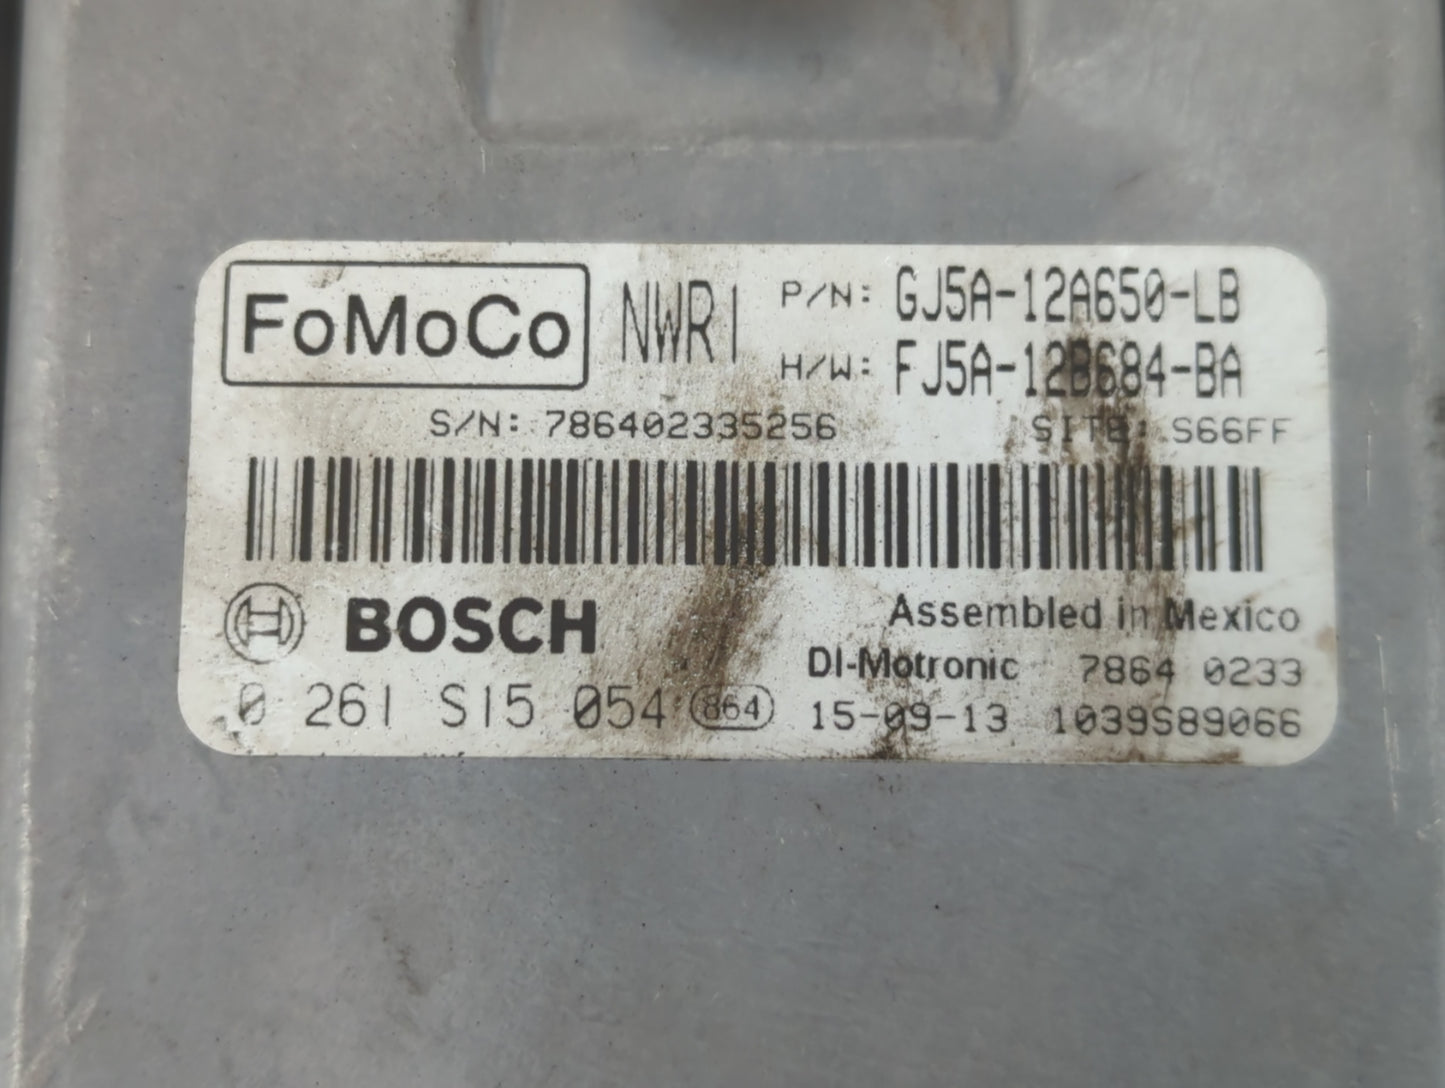 FoMoCo NWR1 P/N: GJ5A-12A650-LB
H/W: FJ5A-12B684-BA
S/N: 786402335256 SITE: S66FF
BOSCH Assembled in Mexico
DI-Motronic 7864 0233
0 261 S15 054 864 15-09-13 1039S89066